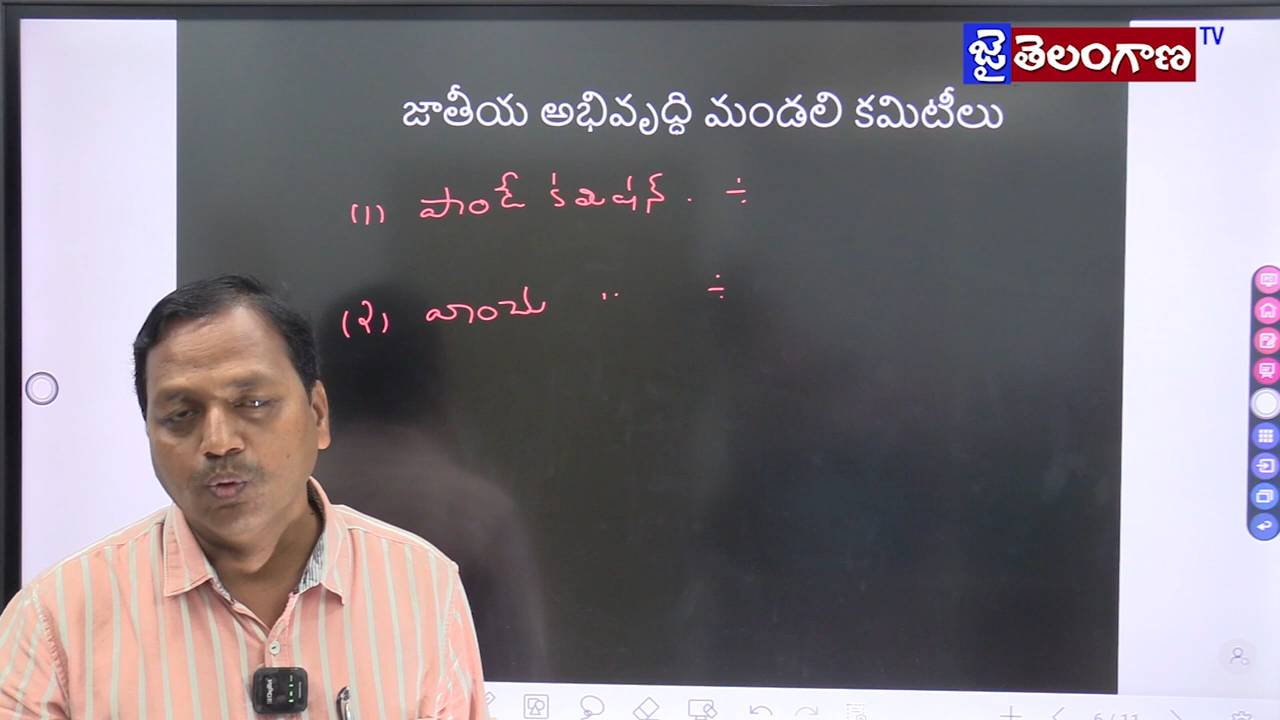 జై తెలంగాణ TV
జాతీయ అభివృద్ధి మండలి కమిటీలు
(1) పాండే కమిషన్ . ÷
(2) వాంచు " ÷